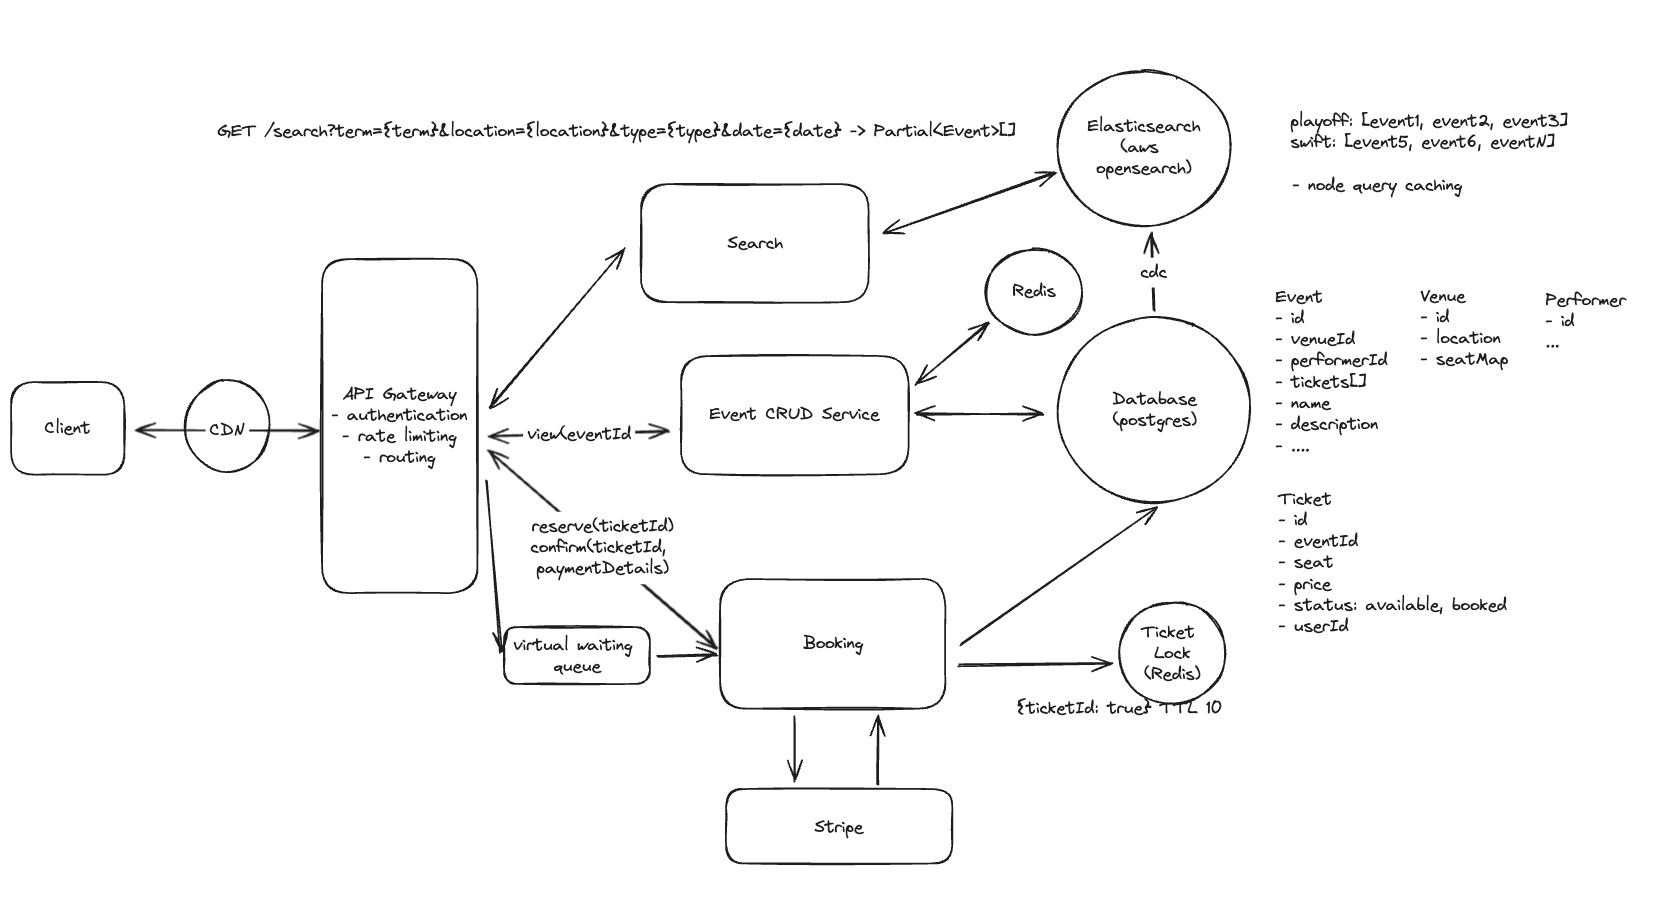 GET /search?term={term}&location={location}&type={type}&date={date} -> Partial<Event>[]
Elasticsearch
(aws
opensearch)
playoff: [event1, event2, event3]
swift: [event5, event6, eventN]
- node query caching
Search
Redis
cdc
Client
CDN
API Gateway
- authentication
- rate limiting
- routing
view(eventId
Event CRUD Service
Database
(postgres)
Event
- id
- venueId
- performerId
- tickets[]
- name
- description
- ....
Venue
- id
- location
- seatMap
Performer
- id
...
Ticket
- id
- eventId
- seat
- price
- status: available, booked
- userId
reserve(ticketId)
confirm(ticketId,
paymentDetails)
virtual waiting
queue
Booking
Ticket
Lock
(Redis)
{ticketId: true} TTL 10
Stripe